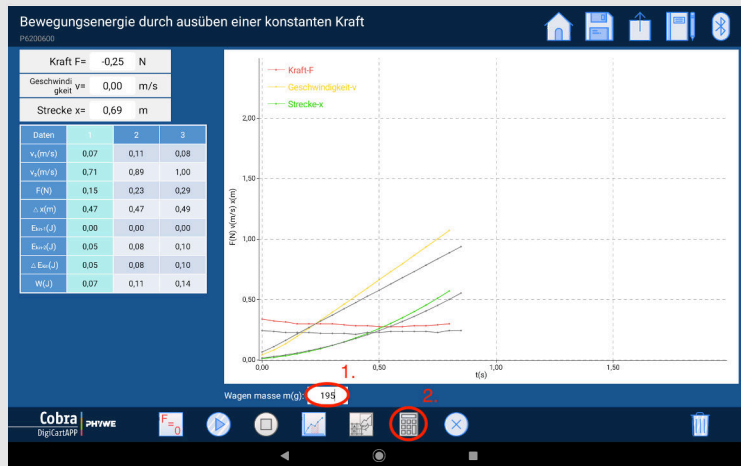 Bewegungsenergie durch ausüben einer konstanten Kraft
P6200600
Kraft F= -0,25 N
Geschwindi
gkeit v= 0,00 m/s
Strecke x= 0,69 m
Daten 1 2 3
v₁(m/s) 0,07 0,11 0,08
v₂(m/s) 0,71 0,89 1,00
F(N) 0,15 0,23 0,29
△x(m) 0,47 0,47 0,49
Eₖᵢₙ₁(J) 0,00 0,00 0,00
Eₖᵢₙ₂(J) 0,05 0,08 0,10
△Eₖᵢₙ(J) 0,05 0,08 0,10
W(J) 0,07 0,11 0,14
Kraft-F
Geschwindigkeit-v
Strecke-x
F(N) v(m/s) x(m)
2,00
1,50
1,00
0,50
0,00
0,00 0,50 1,00 1,50
t(s)
1.
Wagen masse m(g): 195
2.
Cobra
DigiCartAPP
PHYWE
F=0